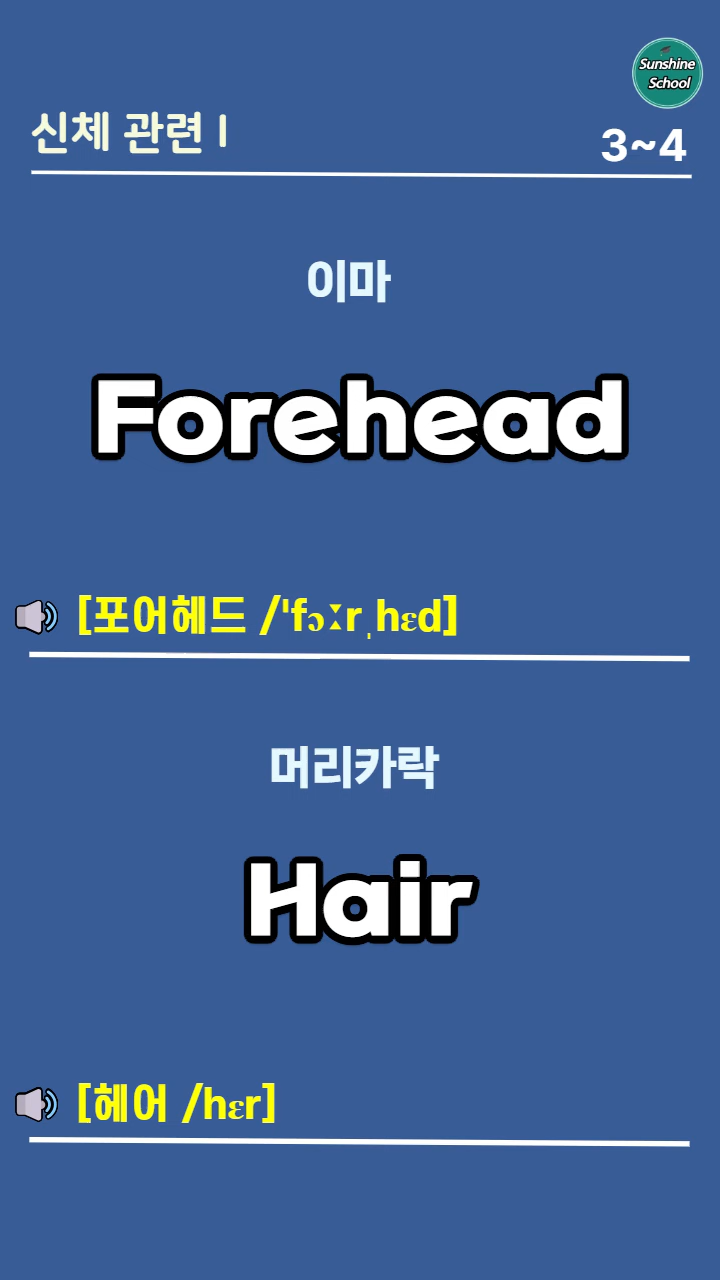 Sunshine
School
신체 관련 I
3~4
이마
Forehead
[포어헤드 /ˈfɔːrˌhɛd]
머리카락
Hair
[헤어 /hɛr]